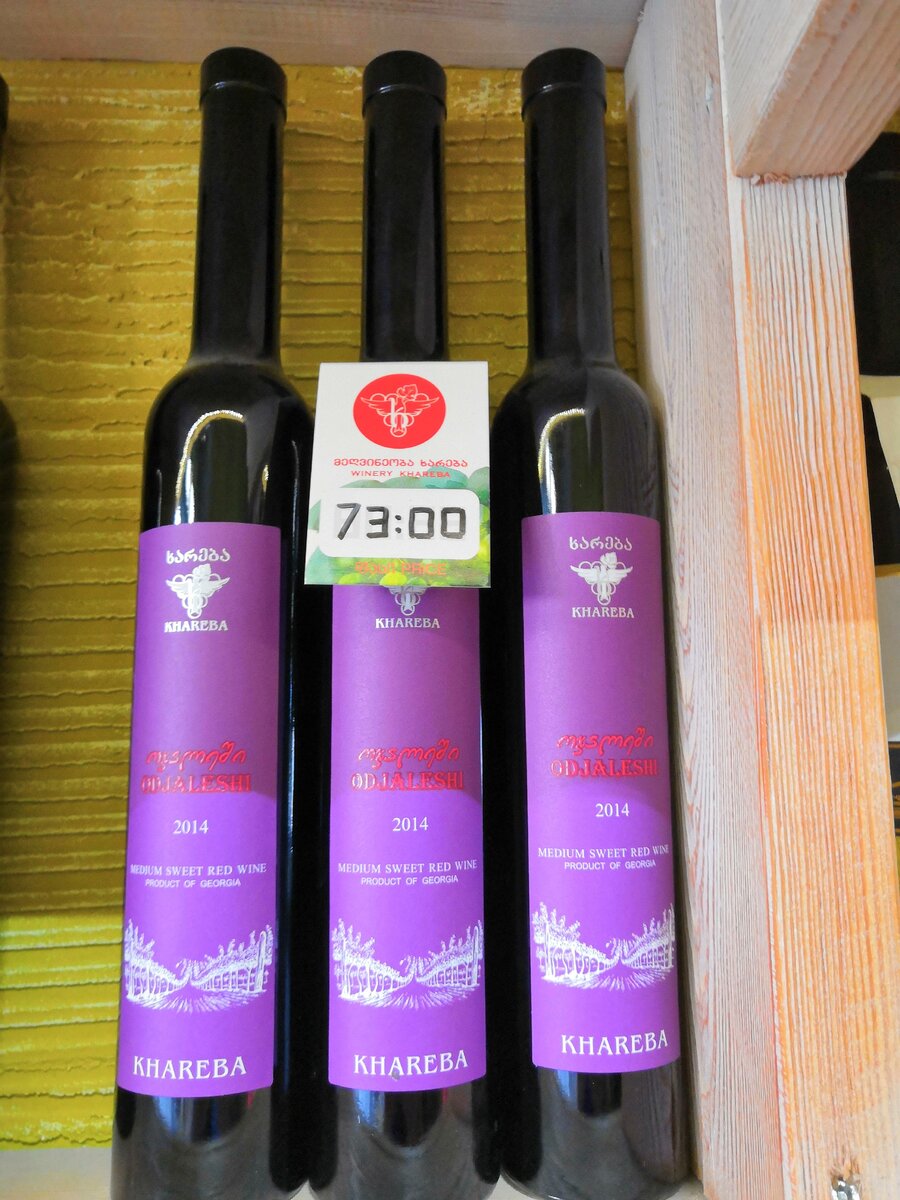 ხარება
KHAREBA
ოჯალეში
ODJALESHI
2014
MEDIUM SWEET RED WINE
PRODUCT OF GEORGIA
KHAREBA
მეღვინეობა ხარება
WINERY KHAREBA
73:00
PRICE
KHAREBA
ოჯალეში
ODJALESHI
2014
MEDIUM SWEET RED WINE
PRODUCT OF GEORGIA
KHAREBA
ხარება
KHAREBA
ოჯალეში
ODJALESHI
2014
MEDIUM SWEET RED WINE
PRODUCT OF GEORGIA
KHAREBA